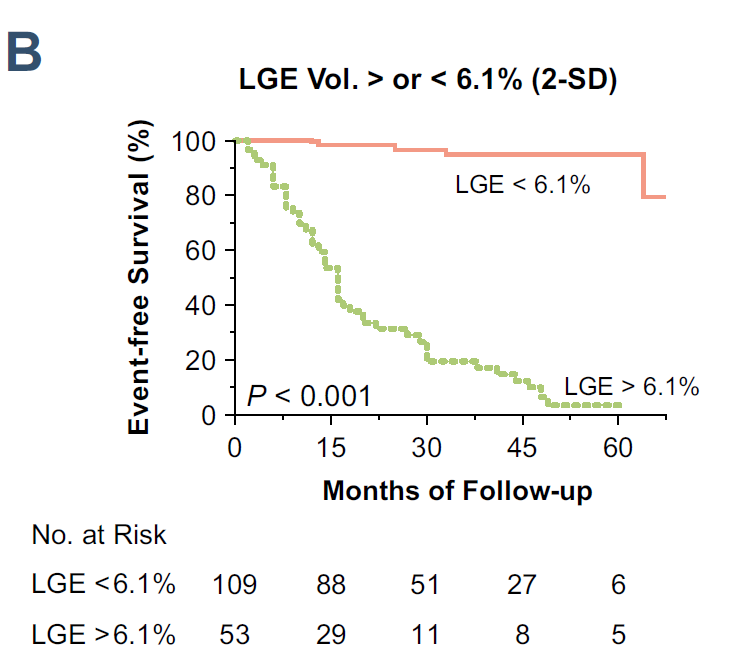 B
LGE Vol. > or < 6.1% (2-SD)
Event-free Survival (%)
100
80
60
40
20
0
LGE < 6.1%
LGE > 6.1%
P < 0.001
0 15 30 45 60
Months of Follow-up
No. at Risk
LGE <6.1% 109 88 51 27 6
LGE >6.1% 53 29 11 8 5